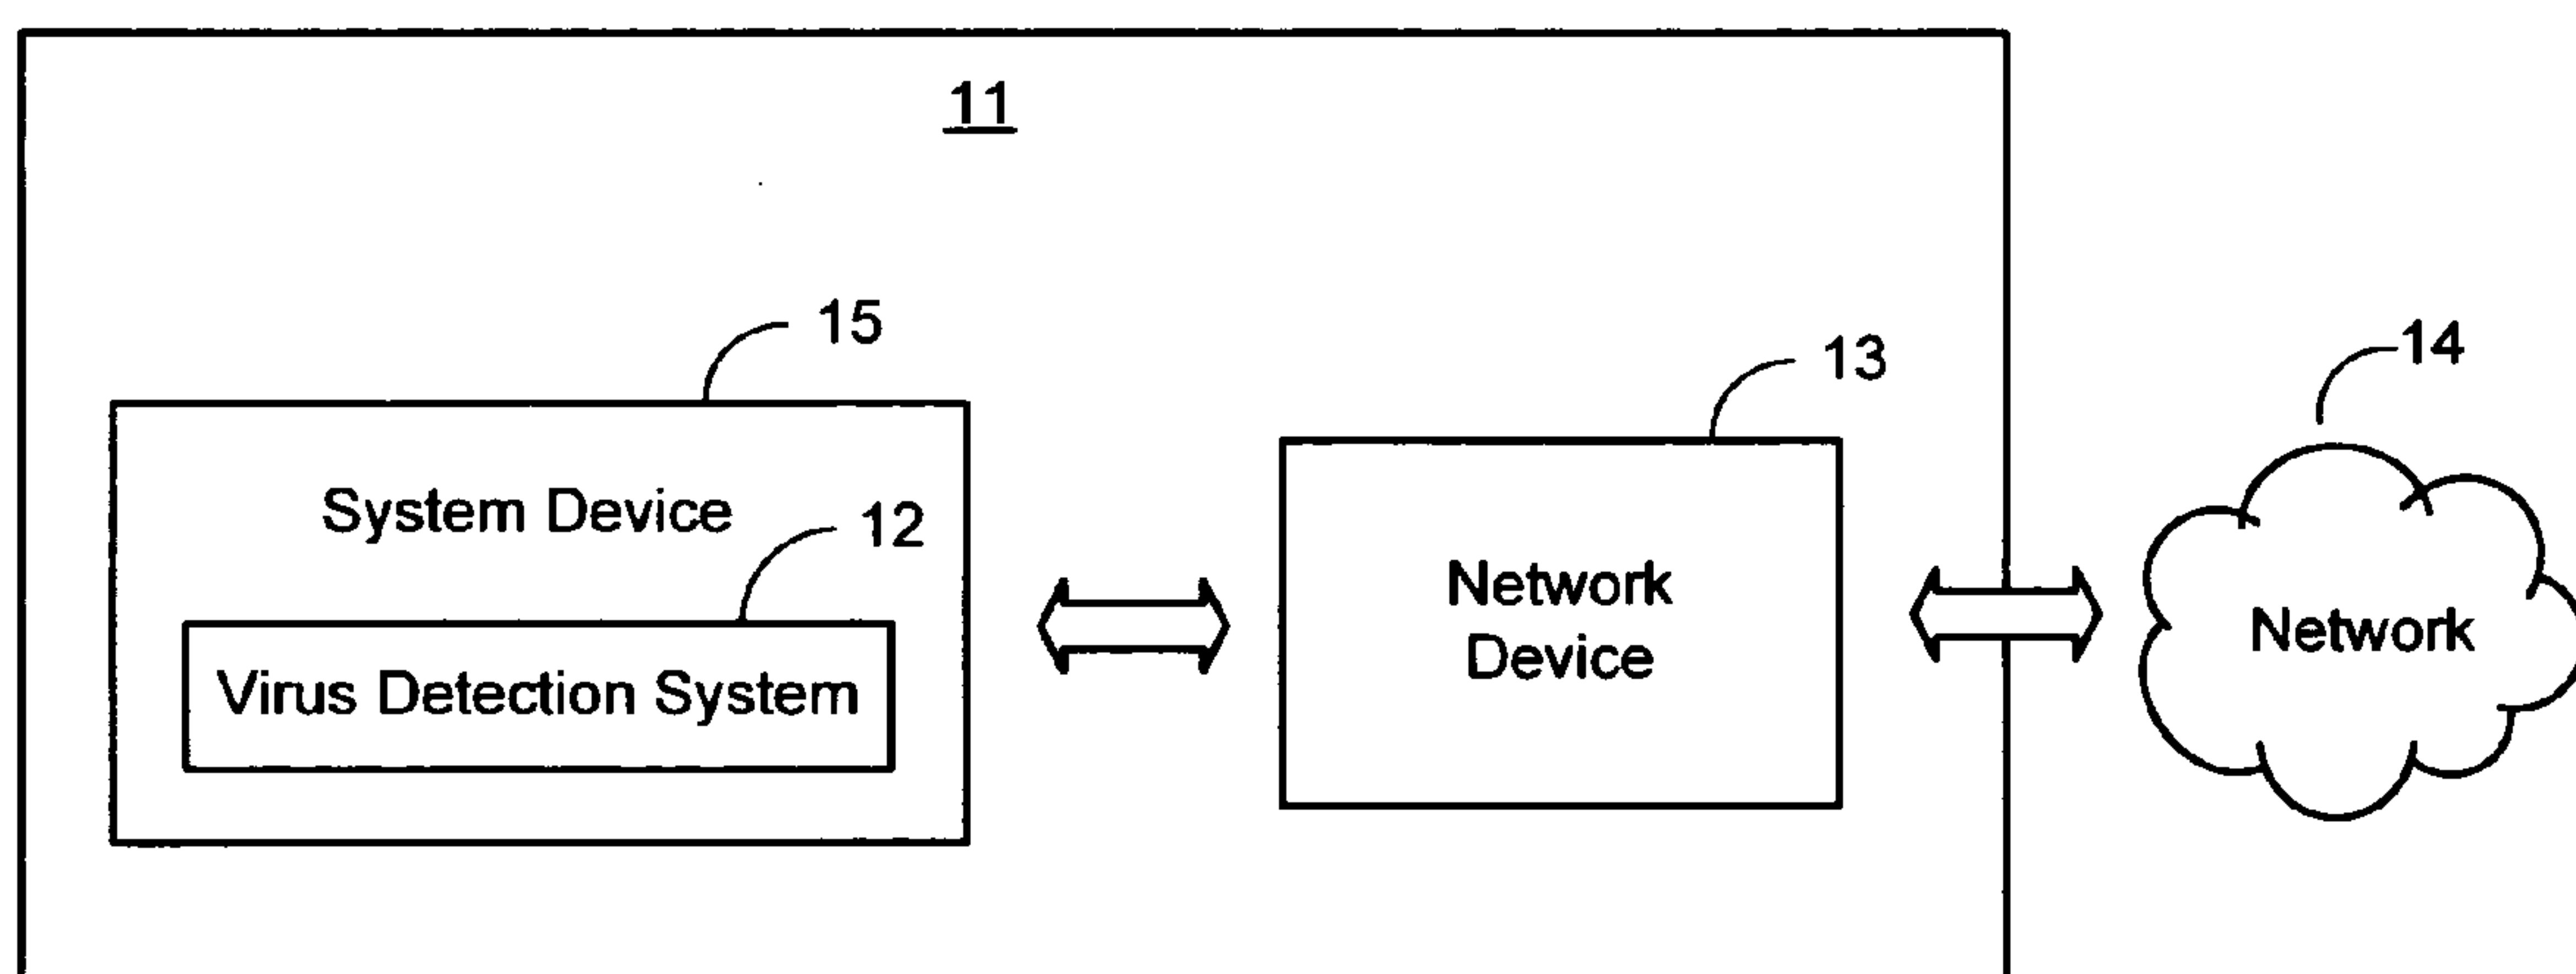 11
15
13
14
System Device
12
Network
Device
Network
Virus Detection System